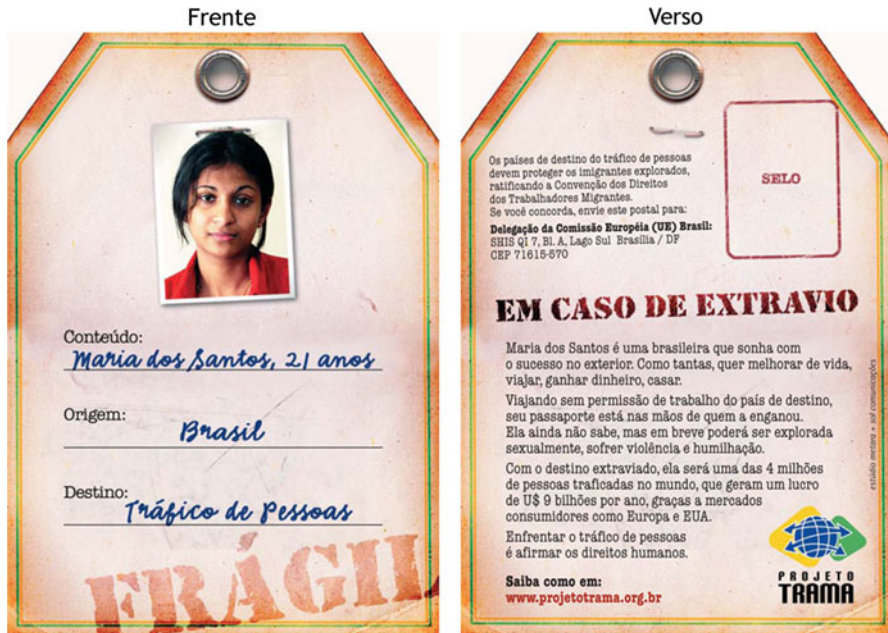 Frente
Conteúdo:
Maria dos Santos, 21 anos
Origem:
Brasil
Destino:
Tráfico de Pessoas
FRÁGIL
Verso
Os países de destino do tráfico de pessoas
devem proteger os imigrantes explorados,
ratificando a Convenção dos Direitos
dos Trabalhadores Migrantes.
Se você concorda, envie este postal para:
Delegação da Comissão Européia (UE) Brasil:
SHIS QI 7, Bl. A, Lago Sul Brasília / DF
CEP 71615-570
SELO
EM CASO DE EXTRAVIO
Maria dos Santos é uma brasileira que sonha com
o sucesso no exterior. Como tantas, quer melhorar de vida,
viajar, ganhar dinheiro, casar.
Viajando sem permissão de trabalho do país de destino,
seu passaporte está nas mãos de quem a enganou.
Ela ainda não sabe, mas em breve poderá ser explorada
sexualmente, sofrer violência e humilhação.
Com o destino extraviado, ela será uma das 4 milhões
de pessoas traficadas no mundo, que geram um lucro
de U$ 9 bilhões por ano, graças a mercados
consumidores como Europa e EUA.
Enfrentar o tráfico de pessoas
é afirmar os direitos humanos.
Saiba como em:
www.projetotrama.org.br
PROJETO
TRAMA
estúdio metara + sol comunicações